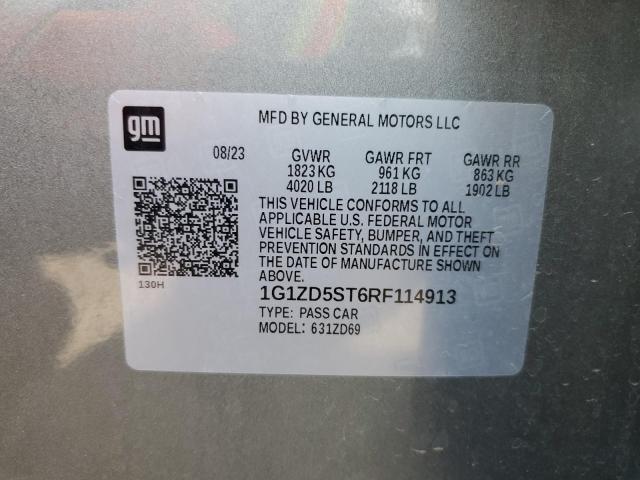 gm
MFD BY GENERAL MOTORS LLC
08/23 GVWR GAWR FRT GAWR RR
1823 KG 961 KG 863 KG
4020 LB 2118 LB 1902 LB
THIS VEHICLE CONFORMS TO ALL
APPLICABLE U.S. FEDERAL MOTOR
VEHICLE SAFETY, BUMPER, AND THEFT
PREVENTION STANDARDS IN EFFECT ON
THE DATE OF MANUFACTURE SHOWN
ABOVE.
130H
1G1ZD5ST6RF114913
TYPE: PASS CAR
MODEL: 631ZD69